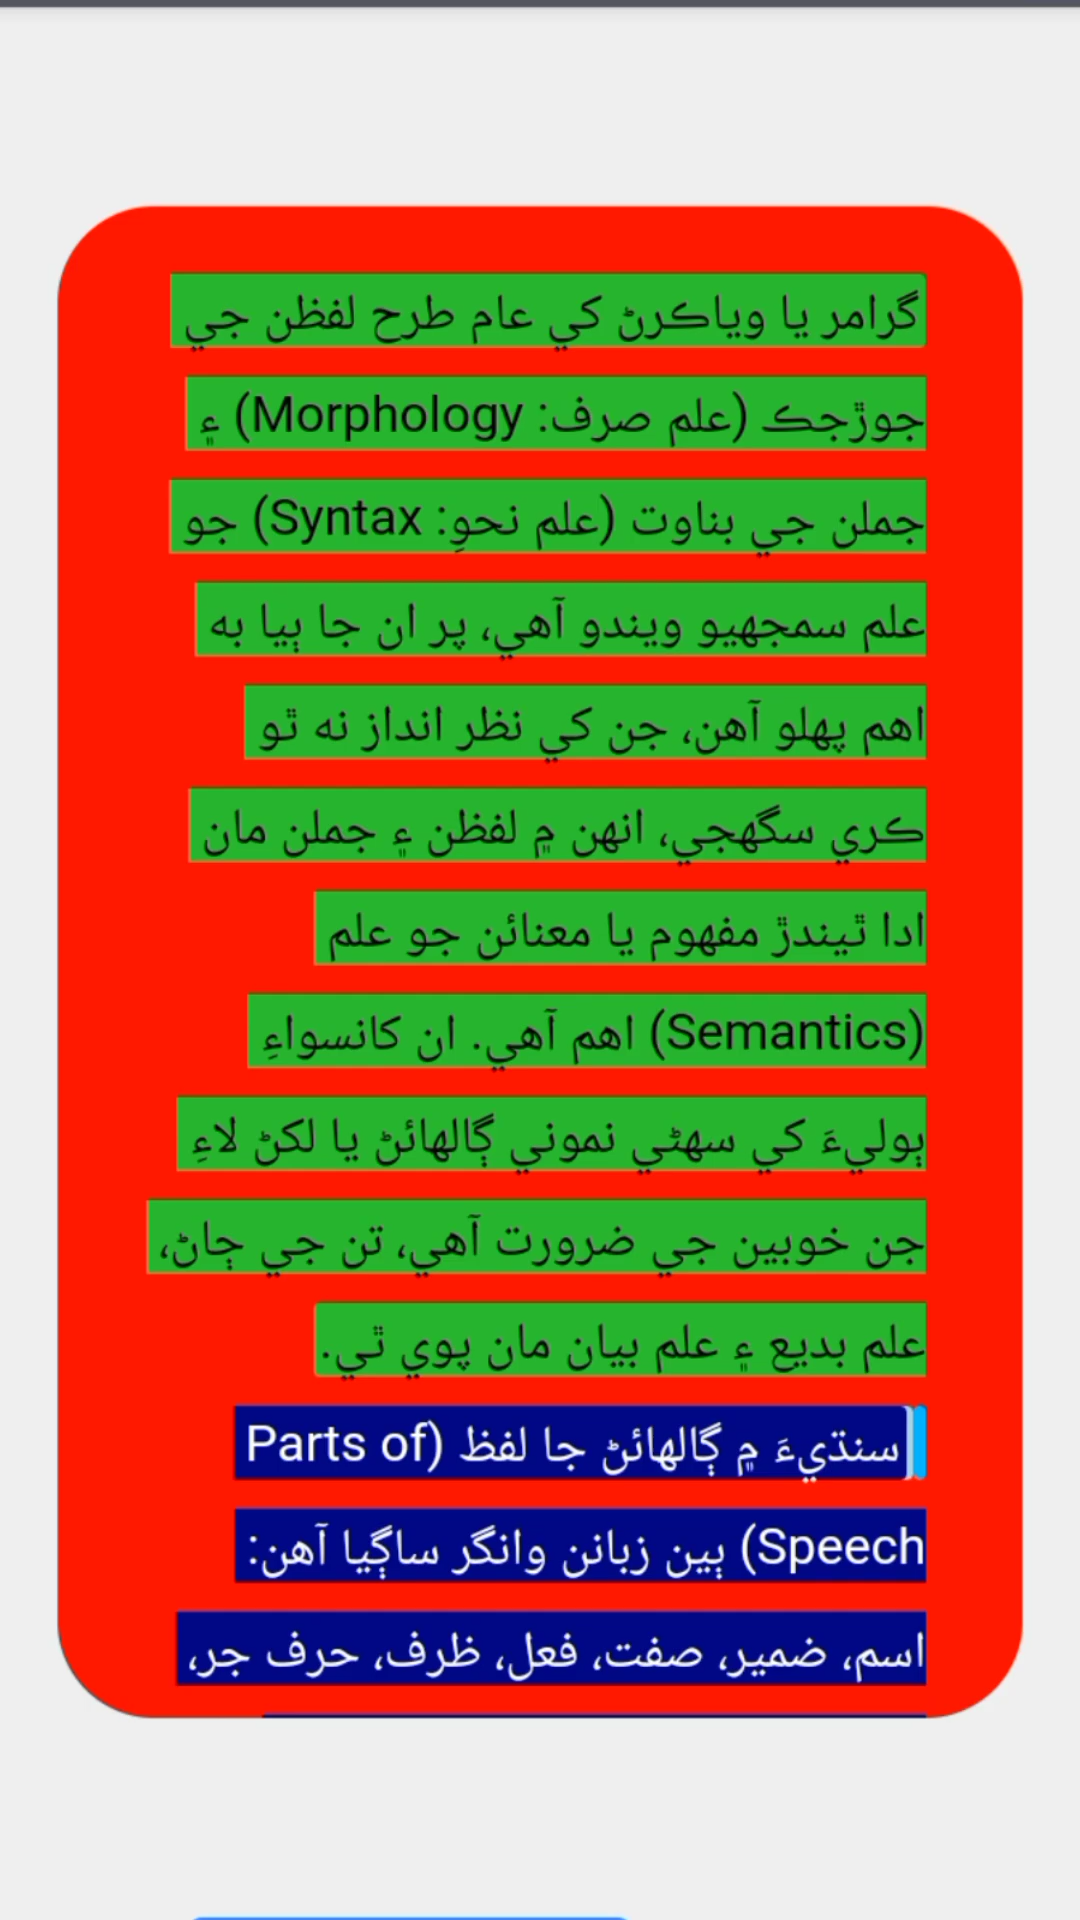 گرامر يا وياڪرڻ کي عام طرح لفظن جي
جوڙجڪ (علم صرف: Morphology) ۽
جملن جي بناوت (علم نحوِ: Syntax) جو
علم سمجهيو ويندو آهي، پر ان جا ٻيا به
اهم پهلو آهن، جن کي نظر انداز نه ٿو
ڪري سگهجي، انهن ۾ لفظن ۽ جملن مان
ادا ٿيندڙ مفهوم يا معنائن جو علم
(Semantics) اهم آهي. ان کانسواءِ
ٻوليءَ کي سهڻي نموني ڳالهائڻ يا لکڻ لاءِ
جن خوبين جي ضرورت آهي، تن جي ڄاڻ،
علم بديع ۽ علم بيان مان پوي ٿي.
سنڌيءَ ۾ ڳالهائڻ جا لفظ (Parts of
Speech) ٻين زبانن وانگر ساڳيا آهن:
اسم، ضمير، صفت، فعل، ظرف، حرف جر،